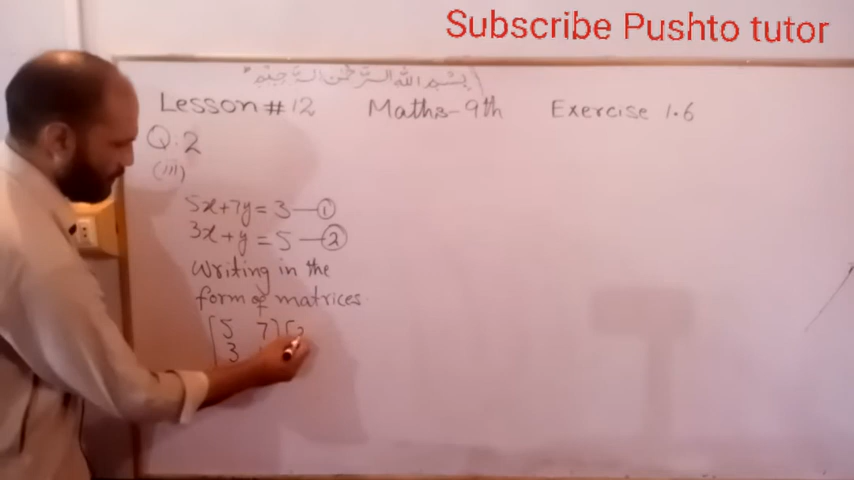 Subscribe Pushto tutor
بسم الله الرحمن الرحيم
Lesson # 12 Maths-9th Exercise 1.6
Q.2
(iii)
5x+7y=3—①
3x+y=5—②
Writing in the
form of matrices
[5 7][
3